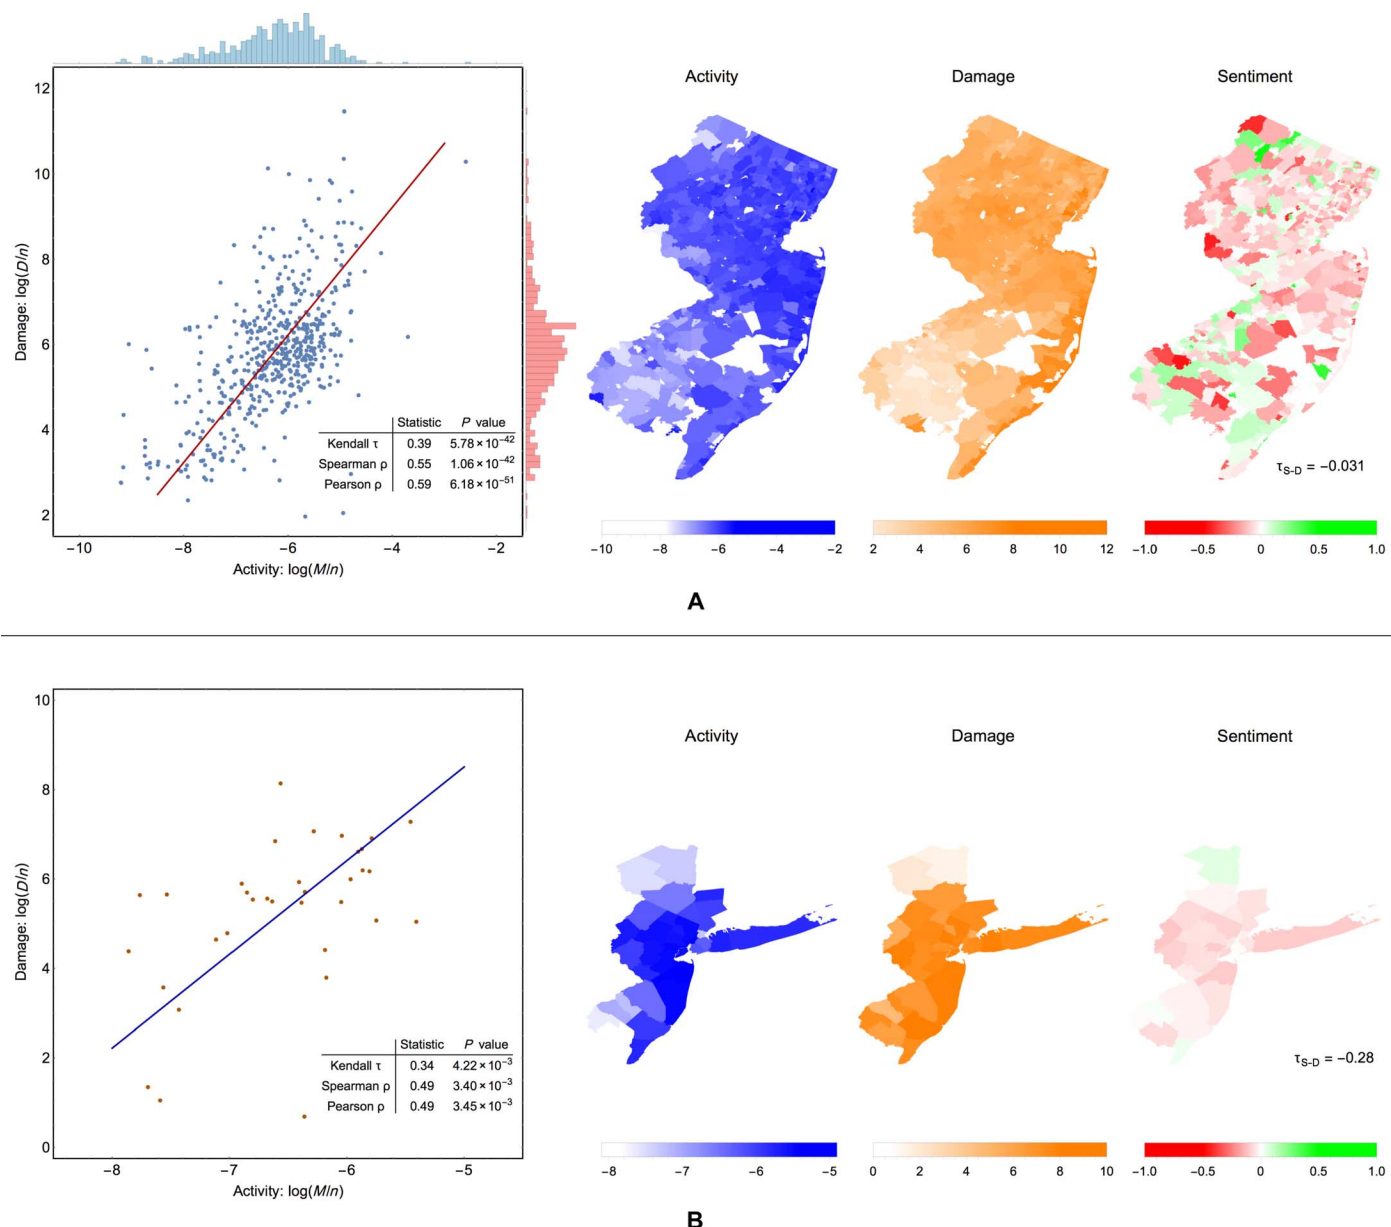 Activity
Damage
Sentiment
12
10
8
6
4
2
Damage: log(D/n)
Statistic P value
Kendall τ 0.39 5.78 × 10⁻⁴²
Spearman ρ 0.55 1.06 × 10⁻⁴²
Pearson ρ 0.59 6.18 × 10⁻⁵¹
−10 −8 −6 −4 −2
Activity: log(M/n)
τS-D = −0.031
−10 −8 −6 −4 −2
2 4 6 8 10 12
−1.0 −0.5 0 0.5 1.0
A
Activity
Damage
Sentiment
10
8
6
4
2
0
Damage: log(D/n)
Statistic P value
Kendall τ 0.34 4.22 × 10⁻³
Spearman ρ 0.49 3.40 × 10⁻³
Pearson ρ 0.49 3.45 × 10⁻³
−8 −7 −6 −5
Activity: log(M/n)
τS-D = −0.28
−8 −7 −6 −5
0 2 4 6 8 10
−1.0 −0.5 0 0.5 1.0
B